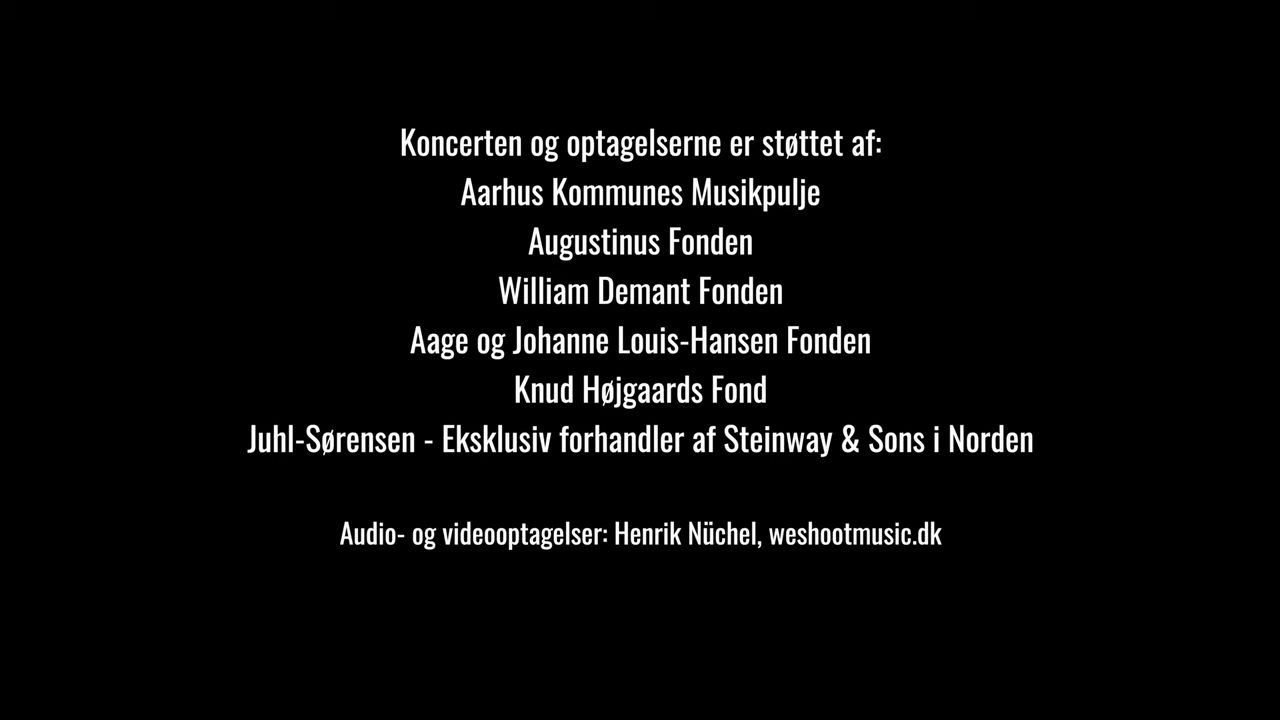 Koncerten og optagelserne er støttet af:
Aarhus Kommunes Musikpulje
Augustinus Fonden
William Demant Fonden
Aage og Johanne Louis-Hansen Fonden
Knud Højgaards Fond
Juhl-Sørensen - Eksklusiv forhandler af Steinway & Sons i Norden
Audio- og videooptagelser: Henrik Nüchel, weshootmusic.dk